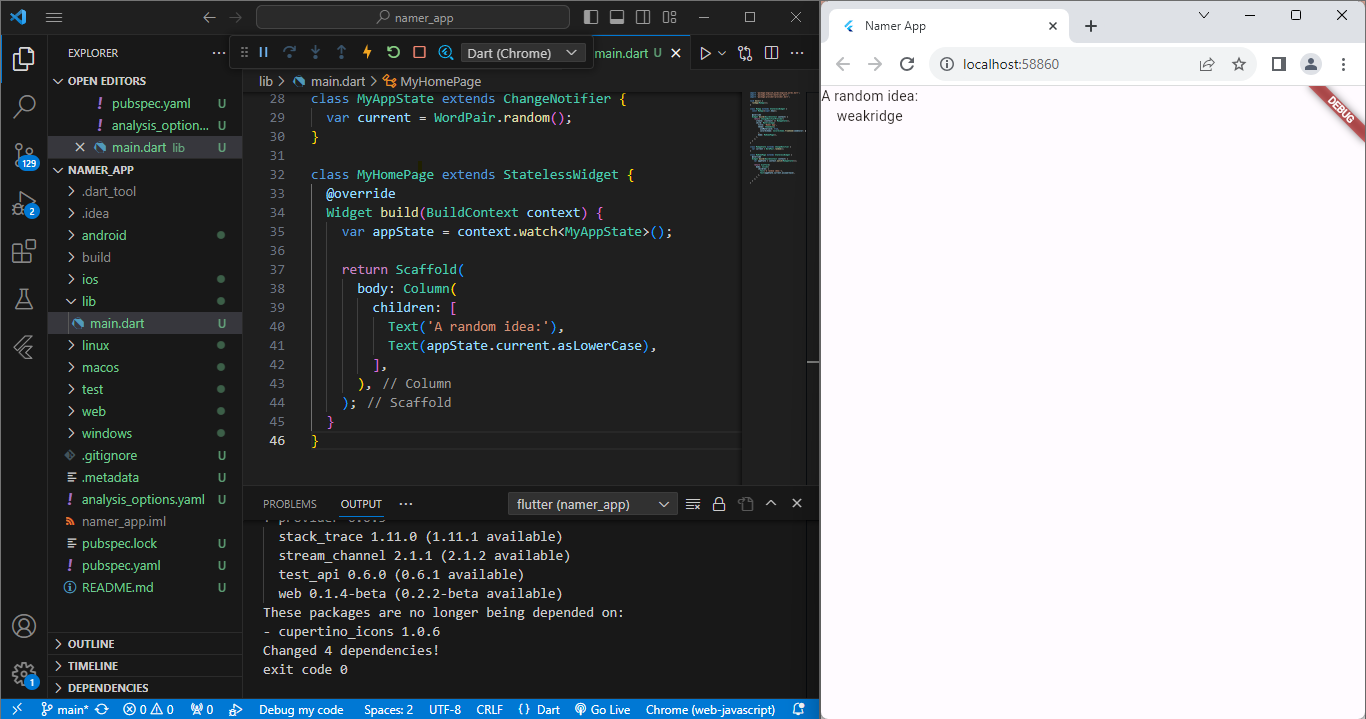 namer_app
EXPLORER
OPEN EDITORS
! pubspec.yaml U
! analysis_option... U
main.dart lib U
NAMER_APP
.dart_tool
.idea
android
build
ios
lib
main.dart U
linux
macos
test
web
windows
.gitignore U
.metadata U
! analysis_options.yaml U
namer_app.iml
pubspec.lock U
! pubspec.yaml U
README.md U
OUTLINE
TIMELINE
DEPENDENCIES
129
2
1
Dart (Chrome)
main.dart U
lib > main.dart > MyHomePage
28 class MyAppState extends ChangeNotifier {
29 var current = WordPair.random();
30 }
31
32 class MyHomePage extends StatelessWidget {
33 @override
34 Widget build(BuildContext context) {
35 var appState = context.watch<MyAppState>();
36
37 return Scaffold(
38 body: Column(
39 children: [
40 Text('A random idea:'),
41 Text(appState.current.asLowerCase),
42 ],
43 ), // Column
44 ); // Scaffold
45 }
46 }
PROBLEMS OUTPUT ... flutter (namer_app)
stack_trace 1.11.0 (1.11.1 available)
stream_channel 2.1.1 (2.1.2 available)
test_api 0.6.0 (0.6.1 available)
web 0.1.4-beta (0.2.2-beta available)
These packages are no longer being depended on:
- cupertino_icons 1.0.6
Changed 4 dependencies!
exit code 0
main* 0 0 0 Debug my code Spaces: 2 UTF-8 CRLF {} Dart Go Live Chrome (web-javascript)
Namer App
localhost:58860
A random idea:
weakridge
DEBUG